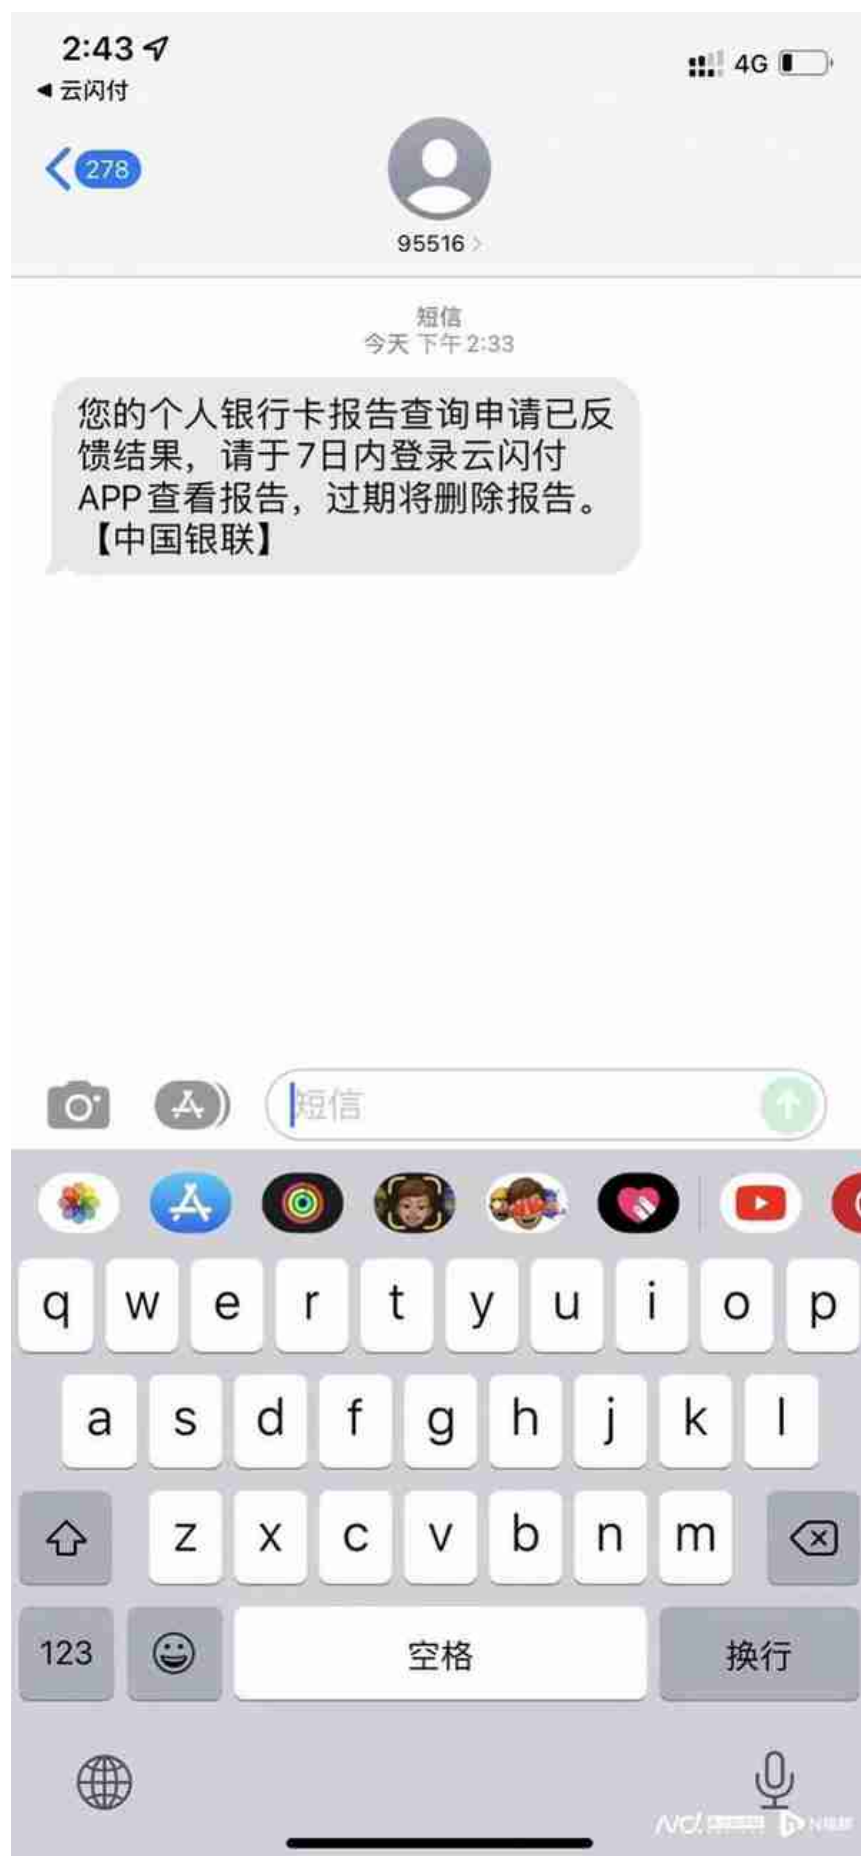 2:43
4G
云闪付
278
95516
短信
今天 下午 2:33
您的个人银行卡报告查询申请已反
馈结果，请于7日内登录云闪付
APP查看报告，过期将删除报告。
【中国银联】
短信
q w e r t y u i o p
a s d f g h j k l
z x c v b n m
123 空格 换行